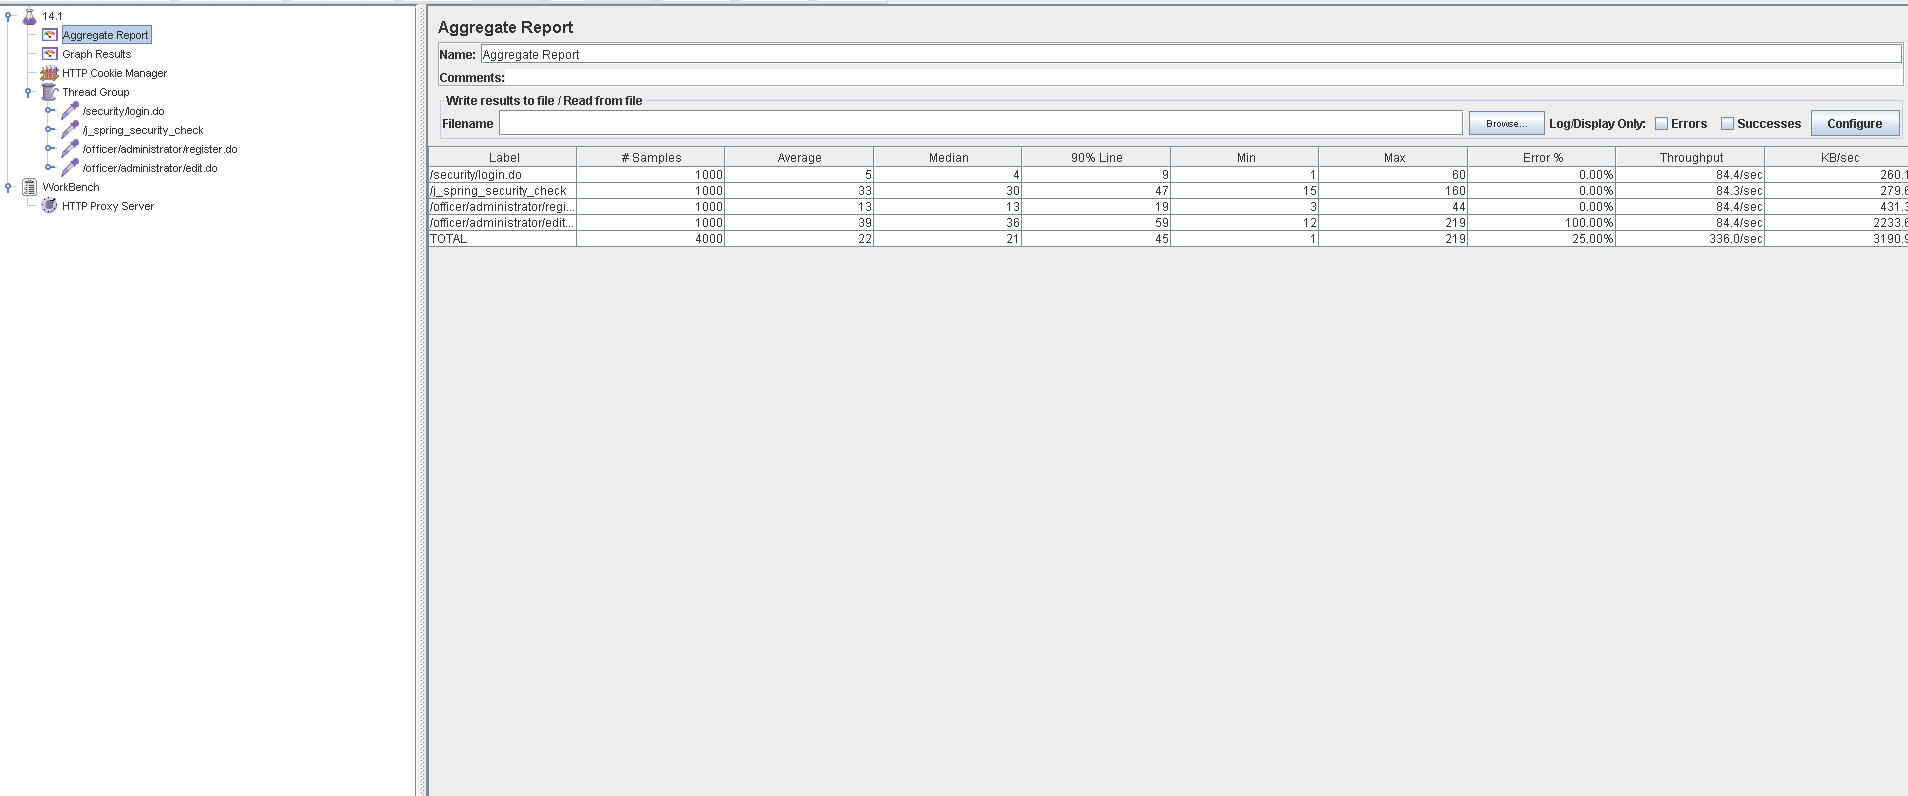 14.1
Aggregate Report
Graph Results
HTTP Cookie Manager
Thread Group
/security/login.do
/j_spring_security_check
/officer/administrator/register.do
/officer/administrator/edit.do
WorkBench
HTTP Proxy Server
Aggregate Report
Name: Aggregate Report
Comments:
Write results to file / Read from file
Filename Browse... Log/Display Only: Errors Successes Configure
Label # Samples Average Median 90% Line Min Max Error % Throughput KB/sec
/security/login.do 1000 5 4 9 1 60 0.00% 84.4/sec 260.1
/j_spring_security_check 1000 33 30 47 15 160 0.00% 84.3/sec 279.6
/officer/administrator/regi... 1000 13 13 19 3 44 0.00% 84.4/sec 431.3
/officer/administrator/edit... 1000 39 36 59 12 219 100.00% 84.4/sec 2233.6
TOTAL 4000 22 21 45 1 219 25.00% 336.0/sec 3190.9